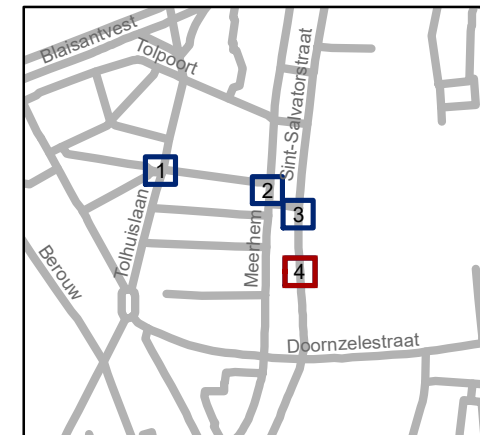 Blaisantvest
Tolpoort
Sint-Salvatorstraat
1
2
3
Tolhuislaan
Meerhem
Berouw
4
Doornzelestraat